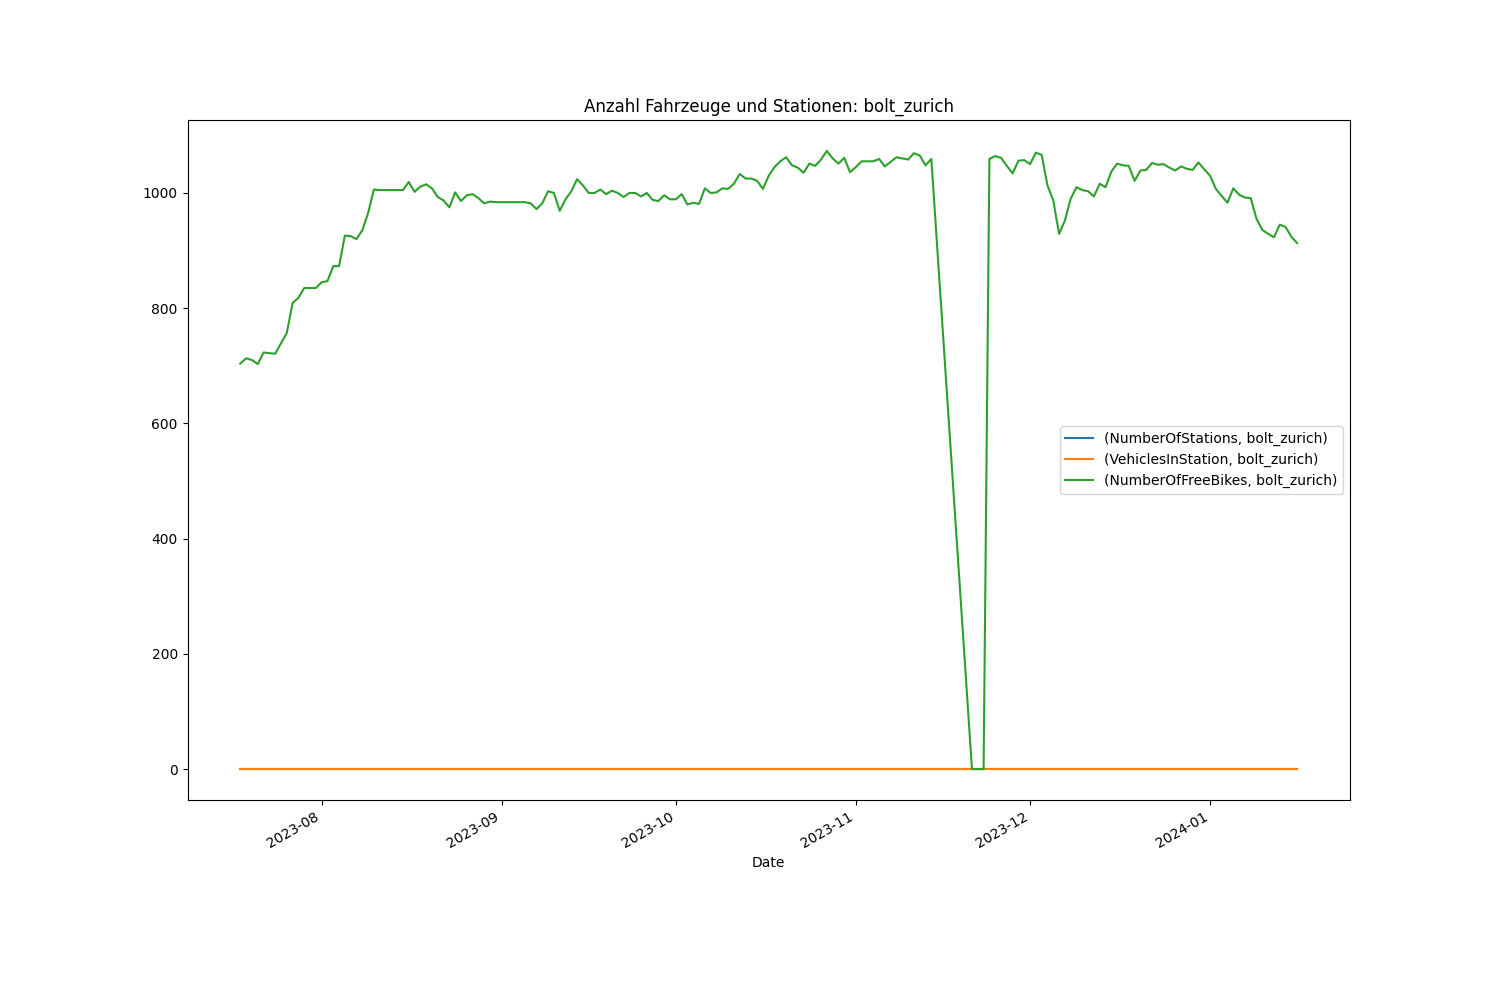 Anzahl Fahrzeuge und Stationen: bolt_zurich
1000
800
600
400
200
0
(NumberOfStations, bolt_zurich)
(VehiclesInStation, bolt_zurich)
(NumberOfFreeBikes, bolt_zurich)
2023-08
2023-09
2023-10
2023-11
2023-12
2024-01
Date